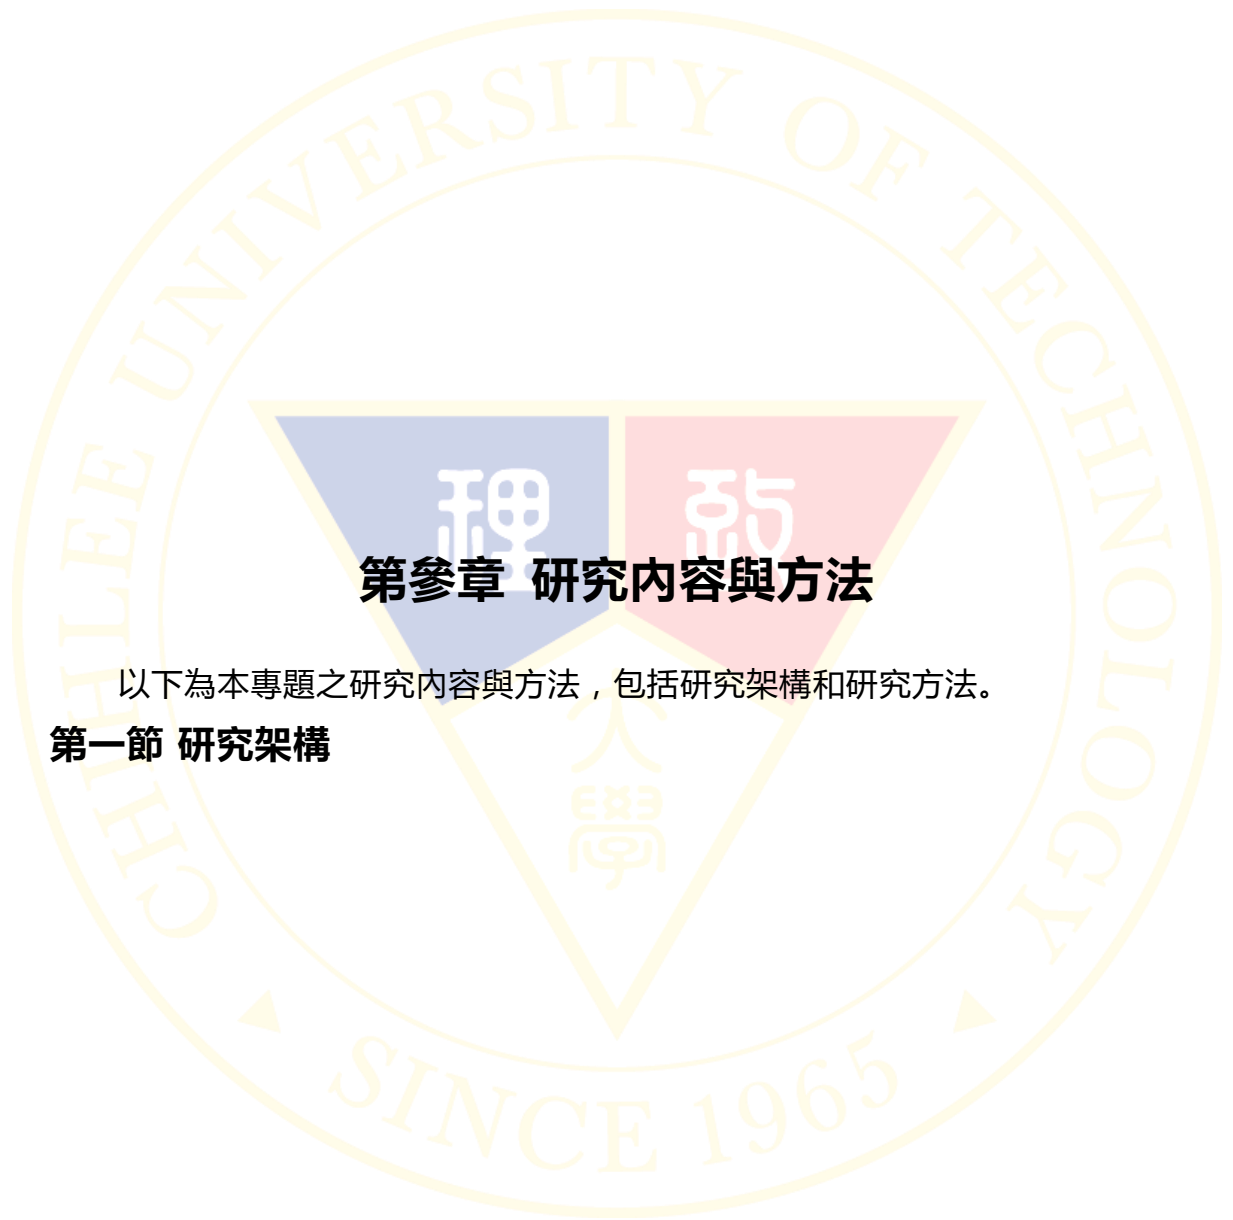 CHIHLEE UNIVERSITY OF TECHNOLOGY
理 致
第參章 研究內容與方法
以下為本專題之研究內容與方法，包括研究架構和研究方法。
大
第一節 研究架構
學
SINCE 1965